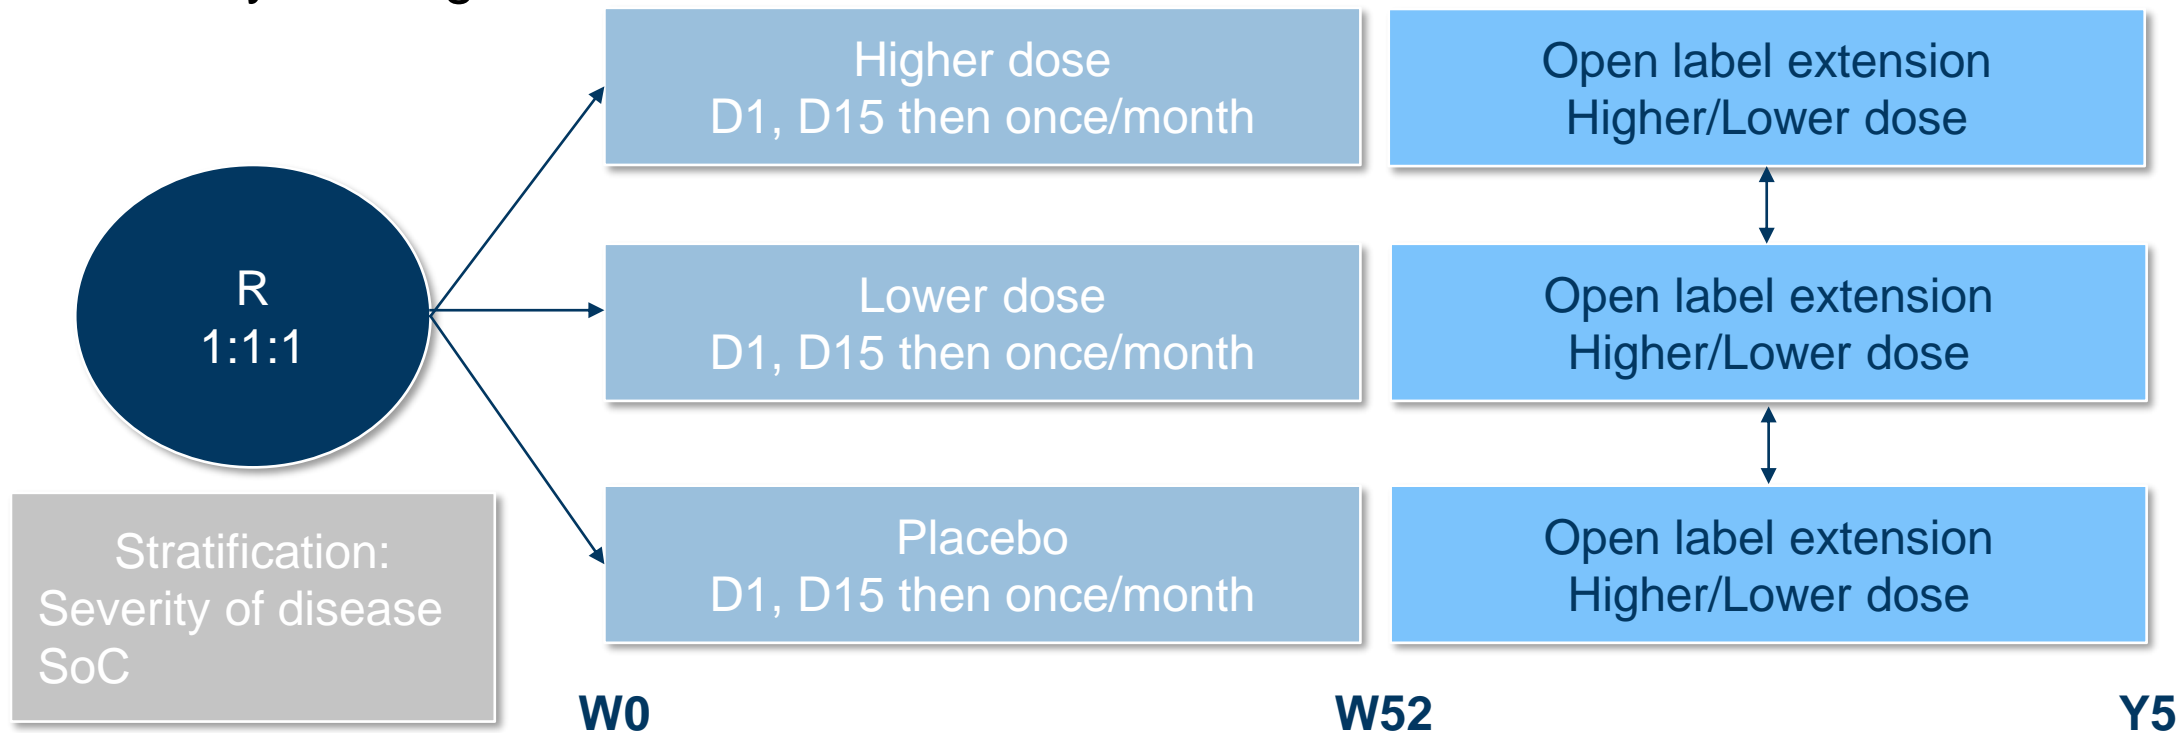 Higher dose
D1, D15 then once/month
Open label extension
Higher/Lower dose
R
1:1:1
Lower dose
D1, D15 then once/month
Open label extension
Higher/Lower dose
Stratification:
Severity of disease
SoC
Placebo
D1, D15 then once/month
Open label extension
Higher/Lower dose
W0
W52
Y5